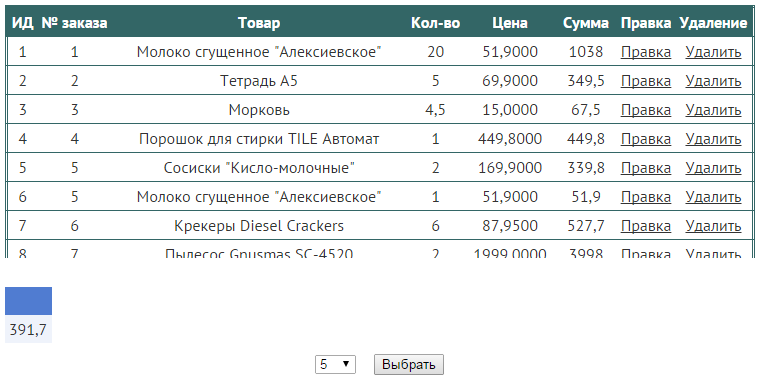 ИД № заказа Товар Кол-во Цена Сумма Правка Удаление
1 1 Молоко сгущенное "Алексиевское" 20 51,9000 1038 Правка Удалить
2 2 Тетрадь А5 5 69,9000 349,5 Правка Удалить
3 3 Морковь 4,5 15,0000 67,5 Правка Удалить
4 4 Порошок для стирки TILE Автомат 1 449,8000 449,8 Правка Удалить
5 5 Сосиски "Кисло-молочные" 2 169,9000 339,8 Правка Удалить
6 5 Молоко сгущенное "Алексиевское" 1 51,9000 51,9 Правка Удалить
7 6 Крекеры Diesel Crackers 6 87,9500 527,7 Правка Удалить
8 7 Пылесос Gnusmas SC-4520 2 1999,0000 3998 Правка Удалить
391,7
5 Выбрать